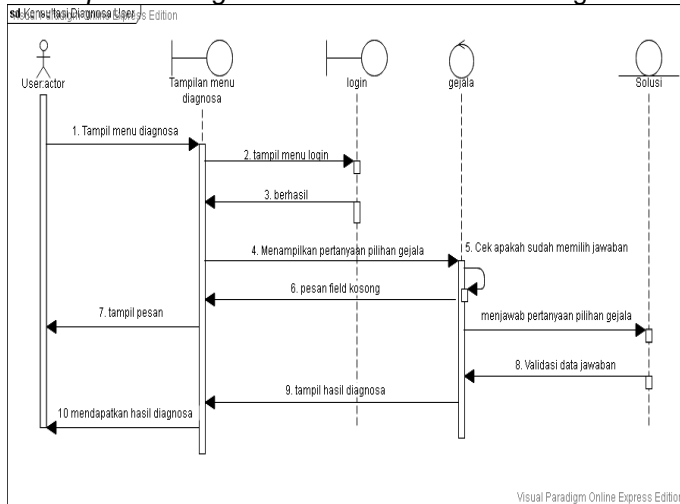 sd Konsultasi Diagnosa User
Visual Paradigm Online Express Edition
User:actor
Tampilan menu
diagnosa
login
gejala
Solusi
1. Tampil menu diagnosa
2. tampil menu login
3. berhasil
4. Menampilkan pertanyaan pilihan gejala
5. Cek apakah sudah memilih jawaban
6. pesan field kosong
7. tampil pesan
menjawab pertanyaan pilihan gejala
8. Validasi data jawaban
9. tampil hasil diagnosa
10 mendapatkan hasil diagnosa
Visual Paradigm Online Express Edition